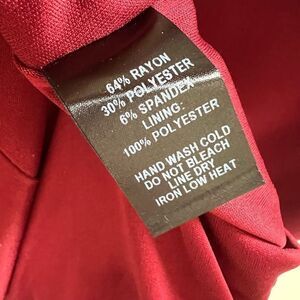 64% RAYON
30% POLYESTER
6% SPANDEX
LINING:
100% POLYESTER
HAND WASH COLD
DO NOT BLEACH
LINE DRY
IRON LOW HEAT